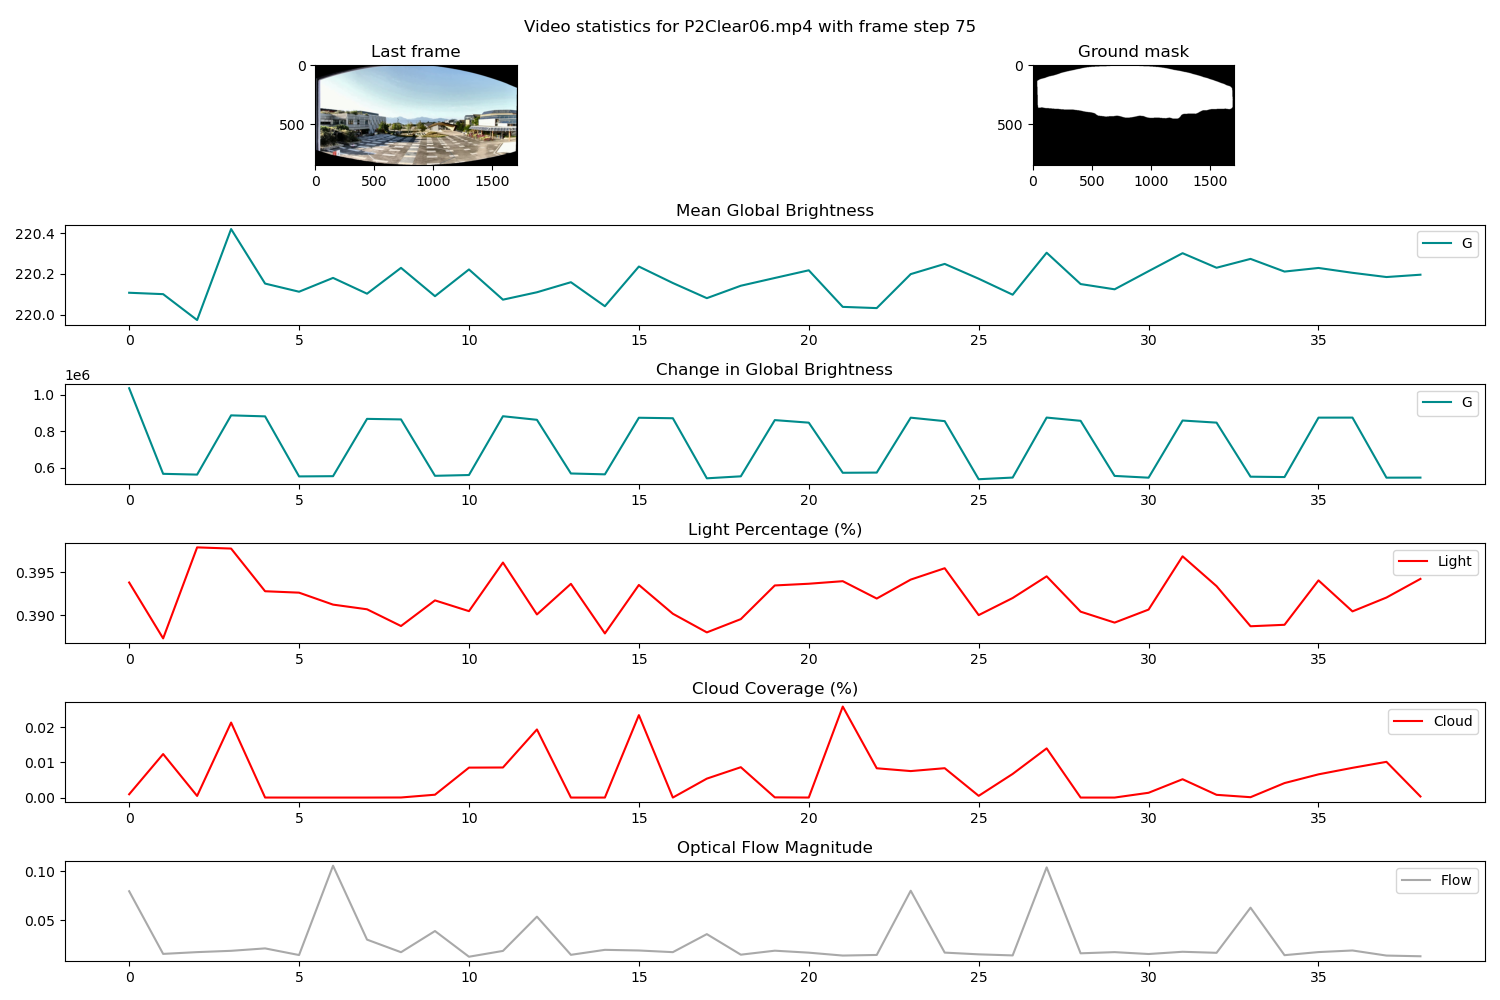 Video statistics for P2Clear06.mp4 with frame step 75
Last frame
Ground mask
0
500
0 500 1000 1500
0
500
0 500 1000 1500
Mean Global Brightness
220.4
220.2
220.0
G
0 5 10 15 20 25 30 35
Change in Global Brightness
1e6
1.0
0.8
0.6
G
0 5 10 15 20 25 30 35
Light Percentage (%)
0.395
0.390
Light
0 5 10 15 20 25 30 35
Cloud Coverage (%)
0.02
0.01
0.00
Cloud
0 5 10 15 20 25 30 35
Optical Flow Magnitude
0.10
0.05
Flow
0 5 10 15 20 25 30 35